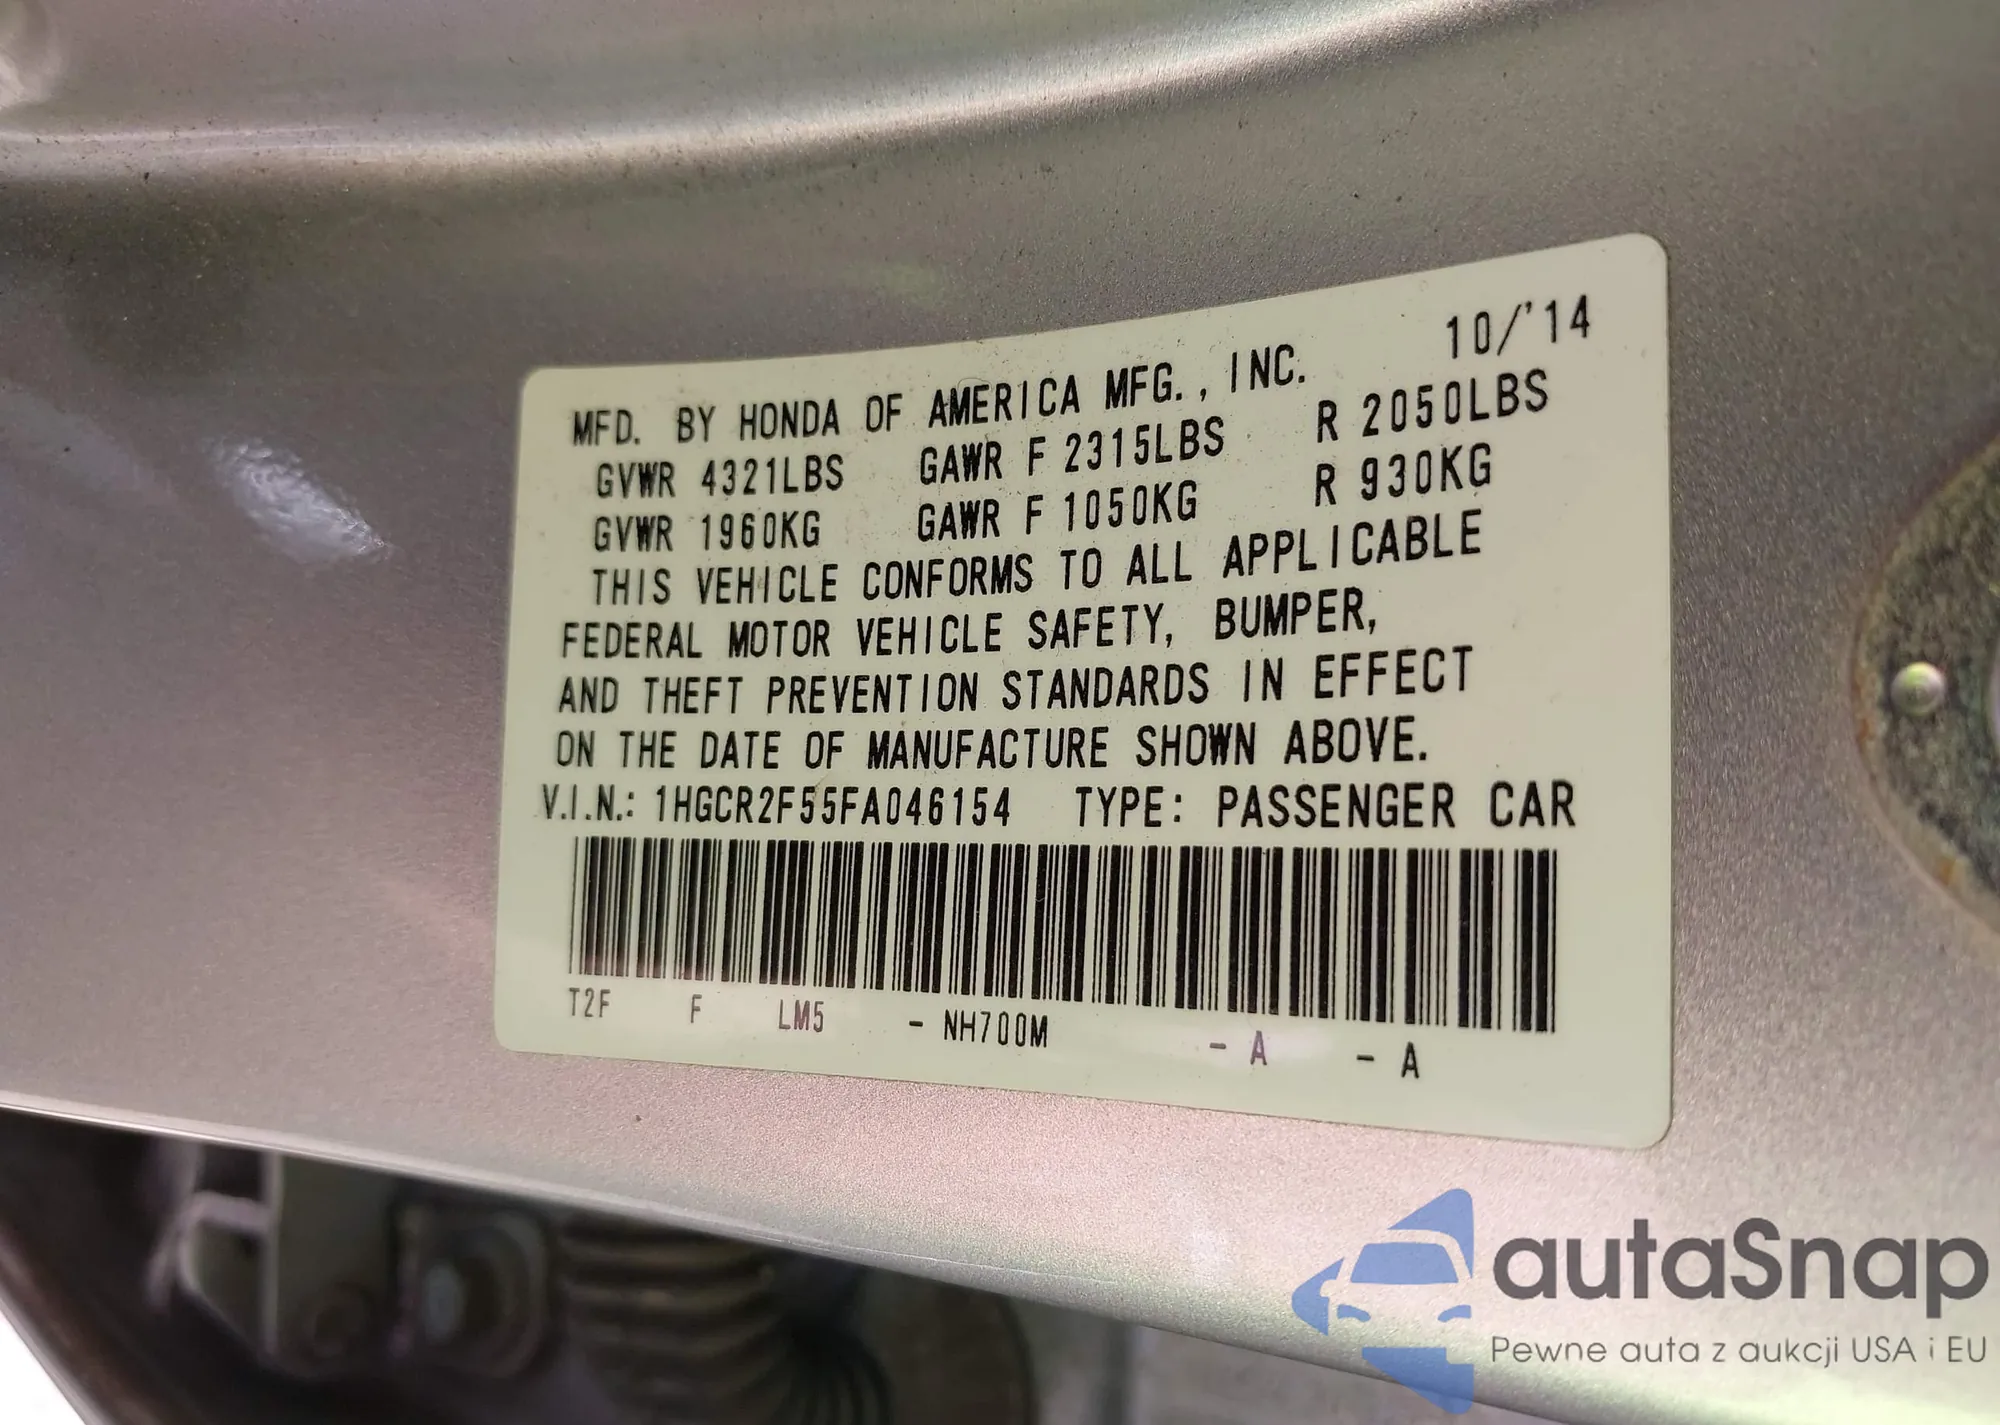 MFD. BY HONDA OF AMERICA MFG., INC. 10/'14
GVWR 4321LBS GAWR F 2315LBS R 2050LBS
GVWR 1960KG GAWR F 1050KG R 930KG
THIS VEHICLE CONFORMS TO ALL APPLICABLE
FEDERAL MOTOR VEHICLE SAFETY, BUMPER,
AND THEFT PREVENTION STANDARDS IN EFFECT
ON THE DATE OF MANUFACTURE SHOWN ABOVE.
V.I.N.: 1HGCR2F55FA046154 TYPE: PASSENGER CAR
T2F F LM5 - NH700M - A - A
autaSnap
Pewne auta z aukcji USA i EU